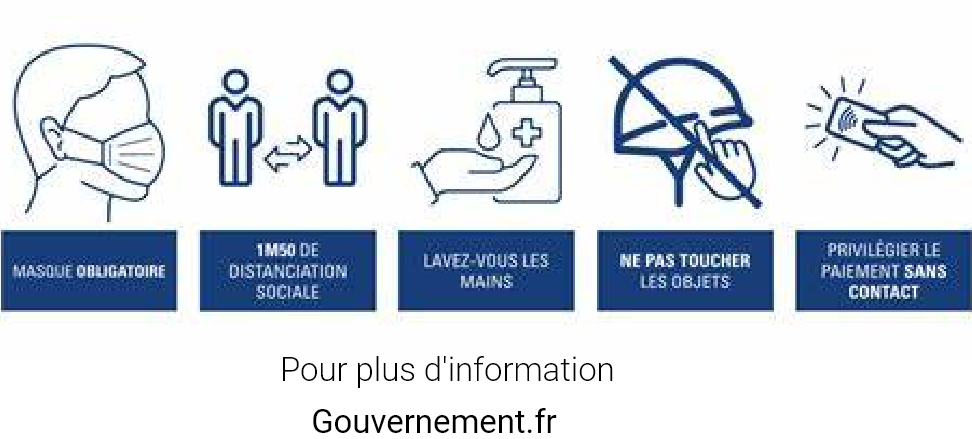 MASQUE OBLIGATOIRE
1M50 DE
DISTANCIATION
SOCIALE
LAVEZ-VOUS LES
MAINS
NE PAS TOUCHER
LES OBJETS
PRIVILÉGIER LE
PAIEMENT SANS
CONTACT
Pour plus d'information
Gouvernement.fr